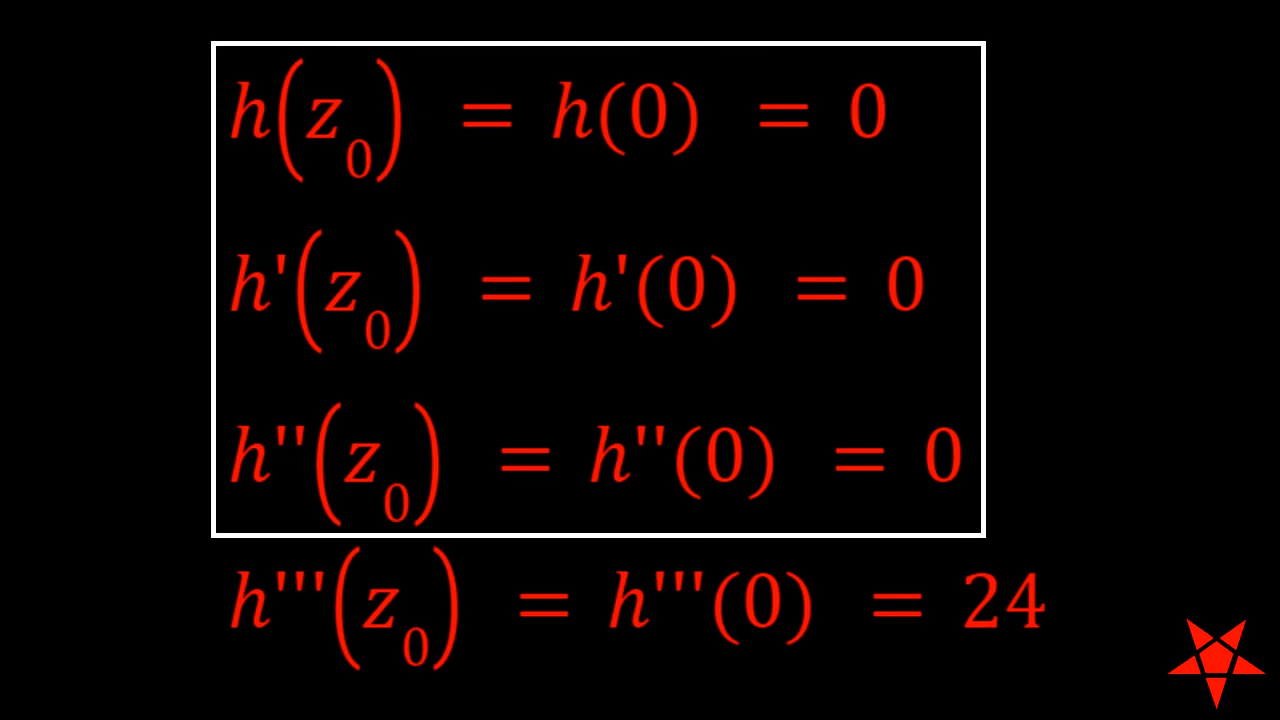 h(z₀) = h(0) = 0
h'(z₀) = h'(0) = 0
h''(z₀) = h''(0) = 0
h'''(z₀) = h'''(0) = 24